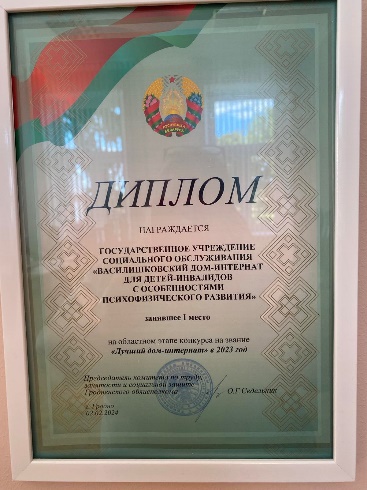 ДИПЛОМ
НАГРАЖДАЕТСЯ
ГОСУДАРСТВЕННОЕ УЧРЕЖДЕНИЕ
СОЦИАЛЬНОГО ОБСЛУЖИВАНИЯ
«ВАСИЛИШКОВСКИЙ ДОМ-ИНТЕРНАТ
ДЛЯ ДЕТЕЙ-ИНВАЛИДОВ
С ОСОБЕННОСТЯМИ
ПСИХОФИЗИЧЕСКОГО РАЗВИТИЯ»
занявшее I место
на областном этапе конкурса на звание
«Лучший дом-интернат» в 2023 год
Председатель комитета по труду,
занятости и социальной защите
Гродненского облисполкома
г. Гродно